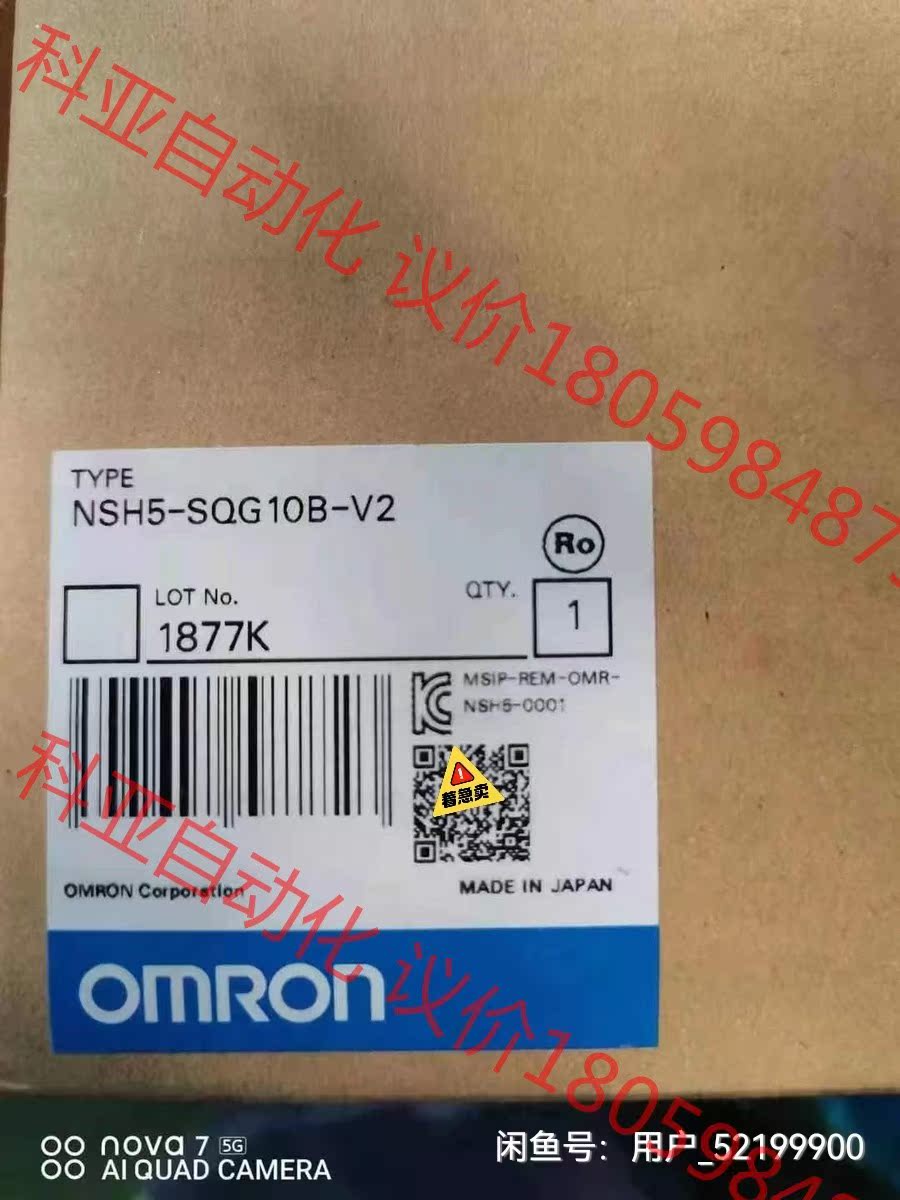 科亚自动化 议价1805984873
TYPE
NSH5-SQG10B-V2
Ro
LOT No.
1877K
QTY.
1
MSIP-REM-OMR-
NSH5-0001
着急卖
科亚自动化 议价180598487
OMRON Corporation
MADE IN JAPAN
OMRON
nova 7 5G
AI QUAD CAMERA
闲鱼号：用户_52199900